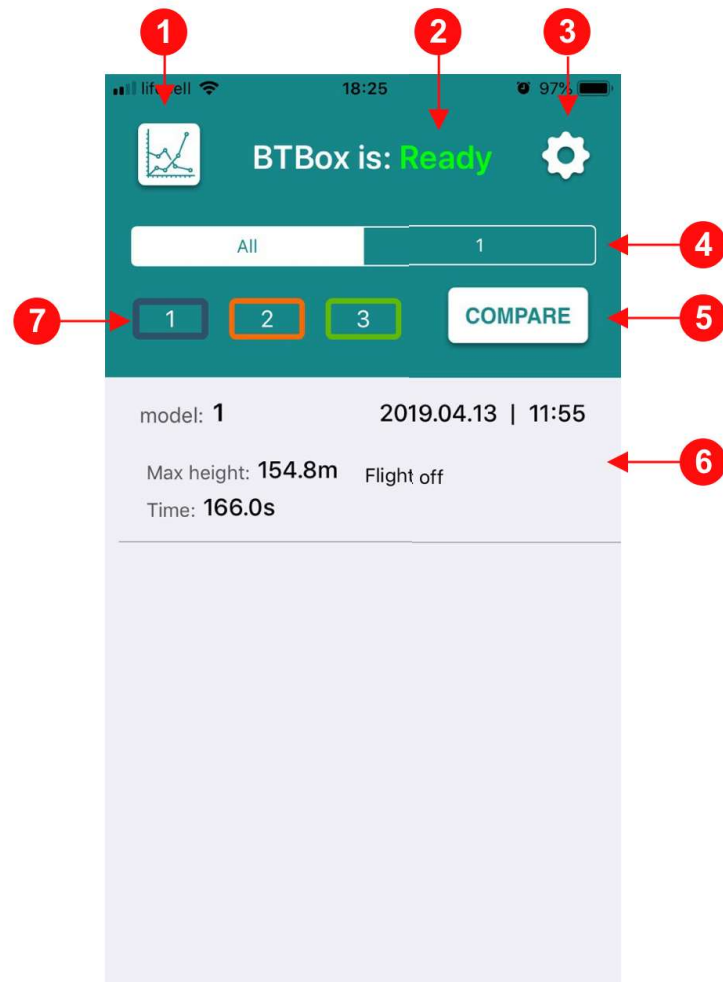 1 2 3
lifecell 18:25 97%
BTBox is: Ready
All 1 4
7 1 2 3 COMPARE 5
model: 1 2019.04.13 | 11:55
Max height: 154.8m Flight off 6
Time: 166.0s